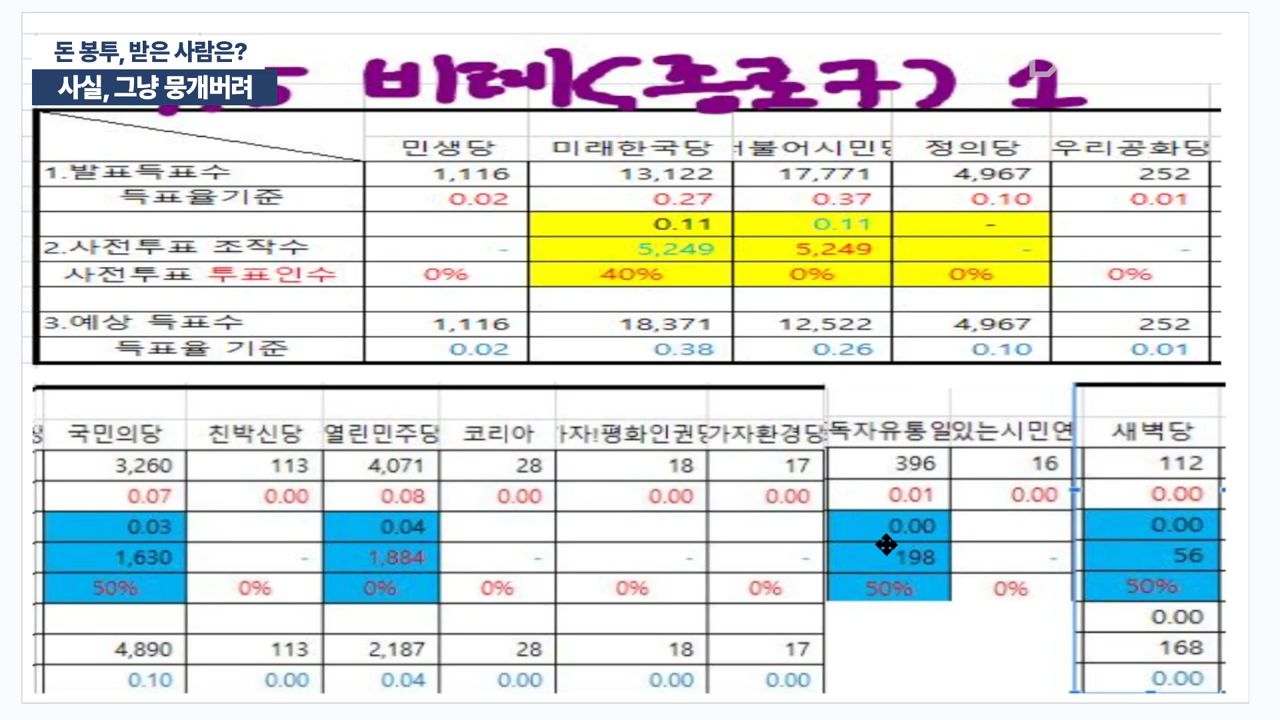 돈 봉투, 받은 사람은?
사실, 그냥 뭉개버려
비례(종로구) 소
민생당 미래한국당 더불어시민당 정의당 우리공화당
1.발표득표수 1,116 13,122 17,771 4,967 252
득표율기준 0.02 0.27 0.37 0.10 0.01
0.11 0.11 -
2.사전투표 조작수 - 5,249 5,249 - -
사전투표 투표인수 0% 40% 0% 0% 0%
3.예상 득표수 1,116 18,371 12,522 4,967 252
득표율 기준 0.02 0.38 0.26 0.10 0.01
국민의당 친박신당 열린민주당 코리아 가자!평화인권당 가자환경당 독자유통일 있는시민연 새벽당
3,260 113 4,071 28 18 17 396 16 112
0.07 0.00 0.08 0.00 0.00 0.00 0.01 0.00 0.00
0.03 0.04 0.00 0.00
1,630 - 1,884 - - - 198 - 56
50% 0% 0% 0% 0% 0% 50% 0% 50%
0.00
4,890 113 2,187 28 18 17 168
0.10 0.00 0.04 0.00 0.00 0.00 0.00